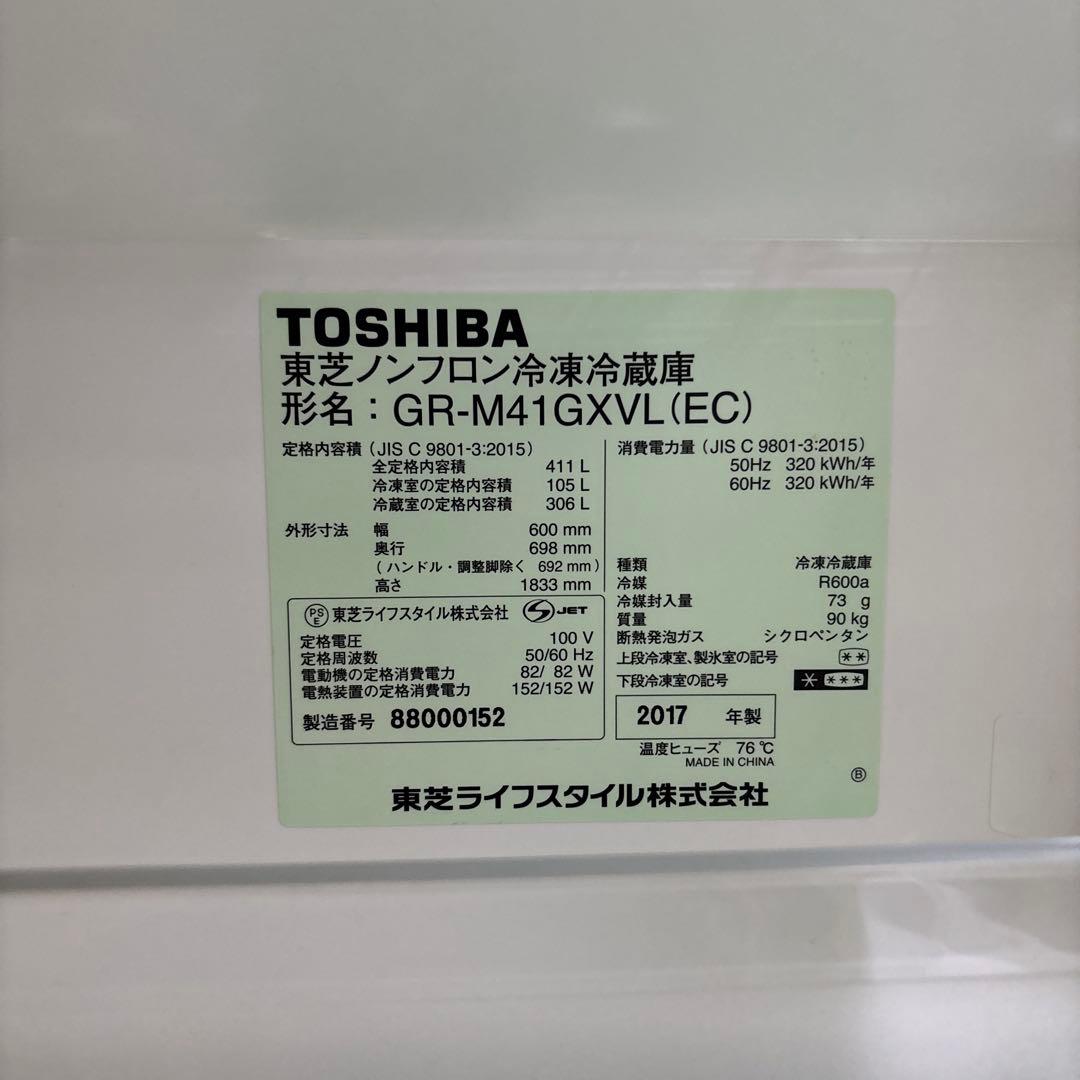 TOSHIBA
東芝ノンフロン冷凍冷蔵庫
形名：GR-M41GXVL(EC)
定格内容積 (JIS C 9801-3:2015)
全定格内容積 411 L
冷凍室の定格内容積 105 L
冷蔵室の定格内容積 306 L
外形寸法 幅 600 mm
奥行 698 mm
(ハンドル・調整脚除く 692 mm)
高さ 1833 mm
消費電力量 (JIS C 9801-3:2015)
50Hz 320 kWh/年
60Hz 320 kWh/年
種類 冷凍冷蔵庫
冷媒 R600a
冷媒封入量 73 g
質量 90 kg
断熱発泡ガス シクロペンタン
上段冷凍室、製氷室の記号 **
下段冷凍室の記号 * ***
PSE 東芝ライフスタイル株式会社 JET
定格電圧 100 V
定格周波数 50/60 Hz
電動機の定格消費電力 82/ 82 W
電熱装置の定格消費電力 152/152 W
製造番号 88000152
2017 年製
温度ヒューズ 76 ℃
MADE IN CHINA
Ⓑ
東芝ライフスタイル株式会社